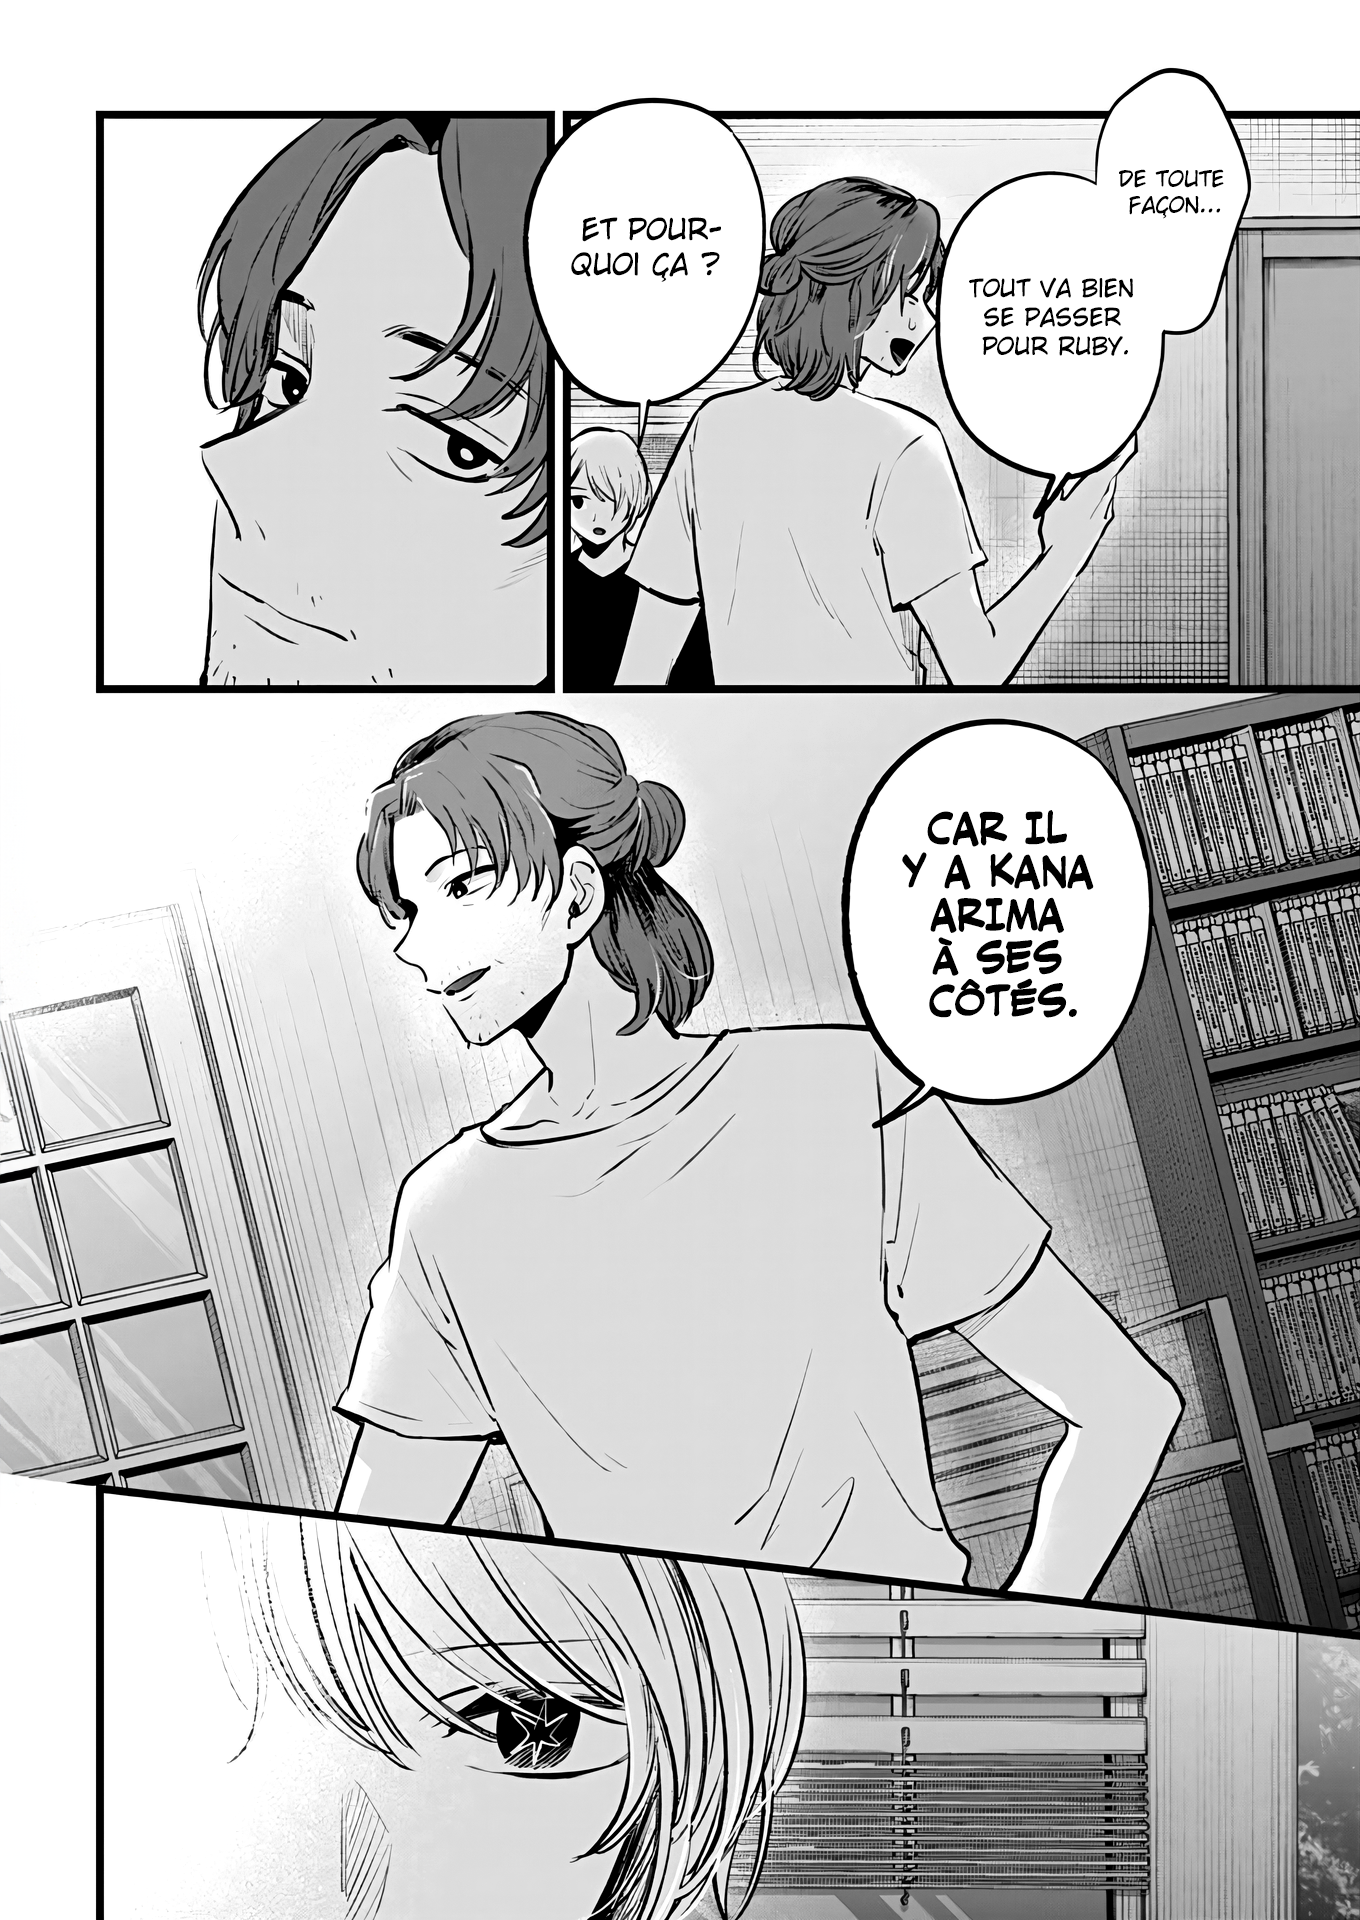 DE TOUTE
FAÇON...
TOUT VA BIEN
SE PASSER
POUR RUBY.
ET POUR-
QUOI ÇA ?
CAR IL
Y A KANA
ARIMA
À SES
CÔTÉS.